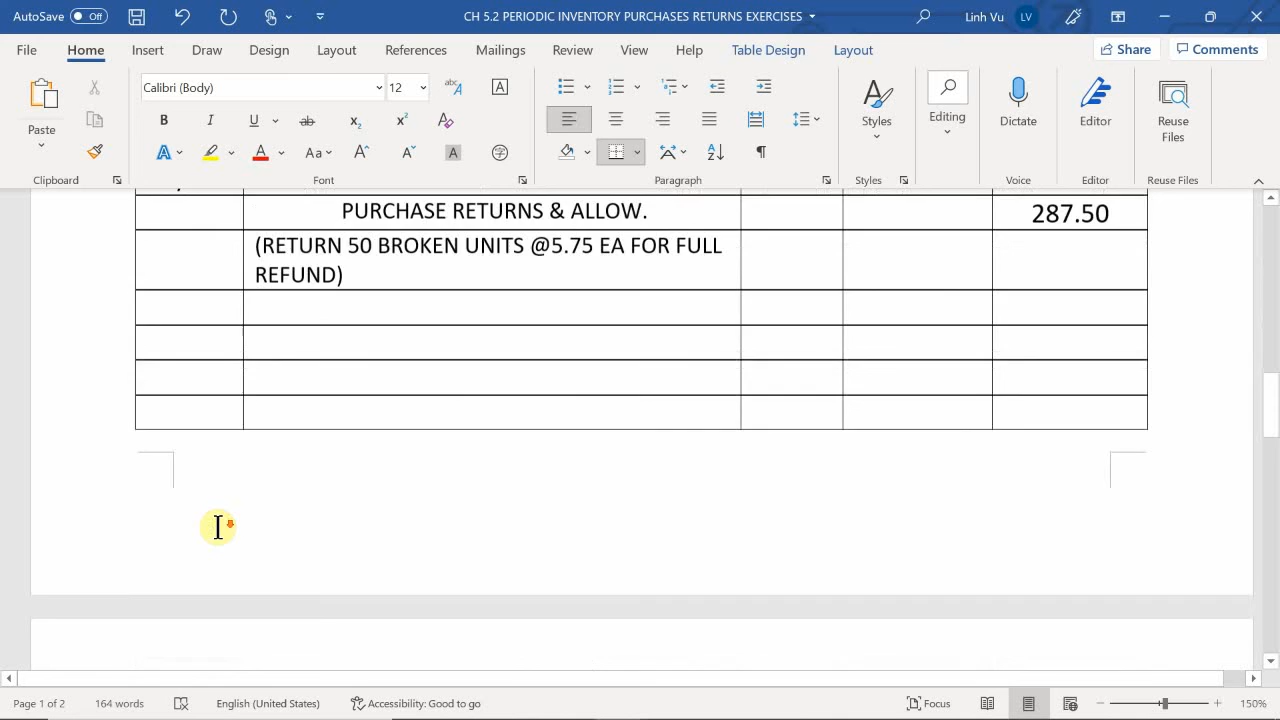 AutoSave Off
CH 5.2 PERIODIC INVENTORY PURCHASES RETURNS EXERCISES
Linh Vu LV
File Home Insert Draw Design Layout References Mailings Review View Help Table Design Layout
Share Comments
Calibri (Body) 12
Paste
Styles
Editing
Dictate
Editor
Reuse
Files
Clipboard Font Paragraph Styles Voice Editor Reuse Files
PURCHASE RETURNS & ALLOW. 287.50
(RETURN 50 BROKEN UNITS @5.75 EA FOR FULL
REFUND)
Page 1 of 2 164 words English (United States) Accessibility: Good to go Focus 150%